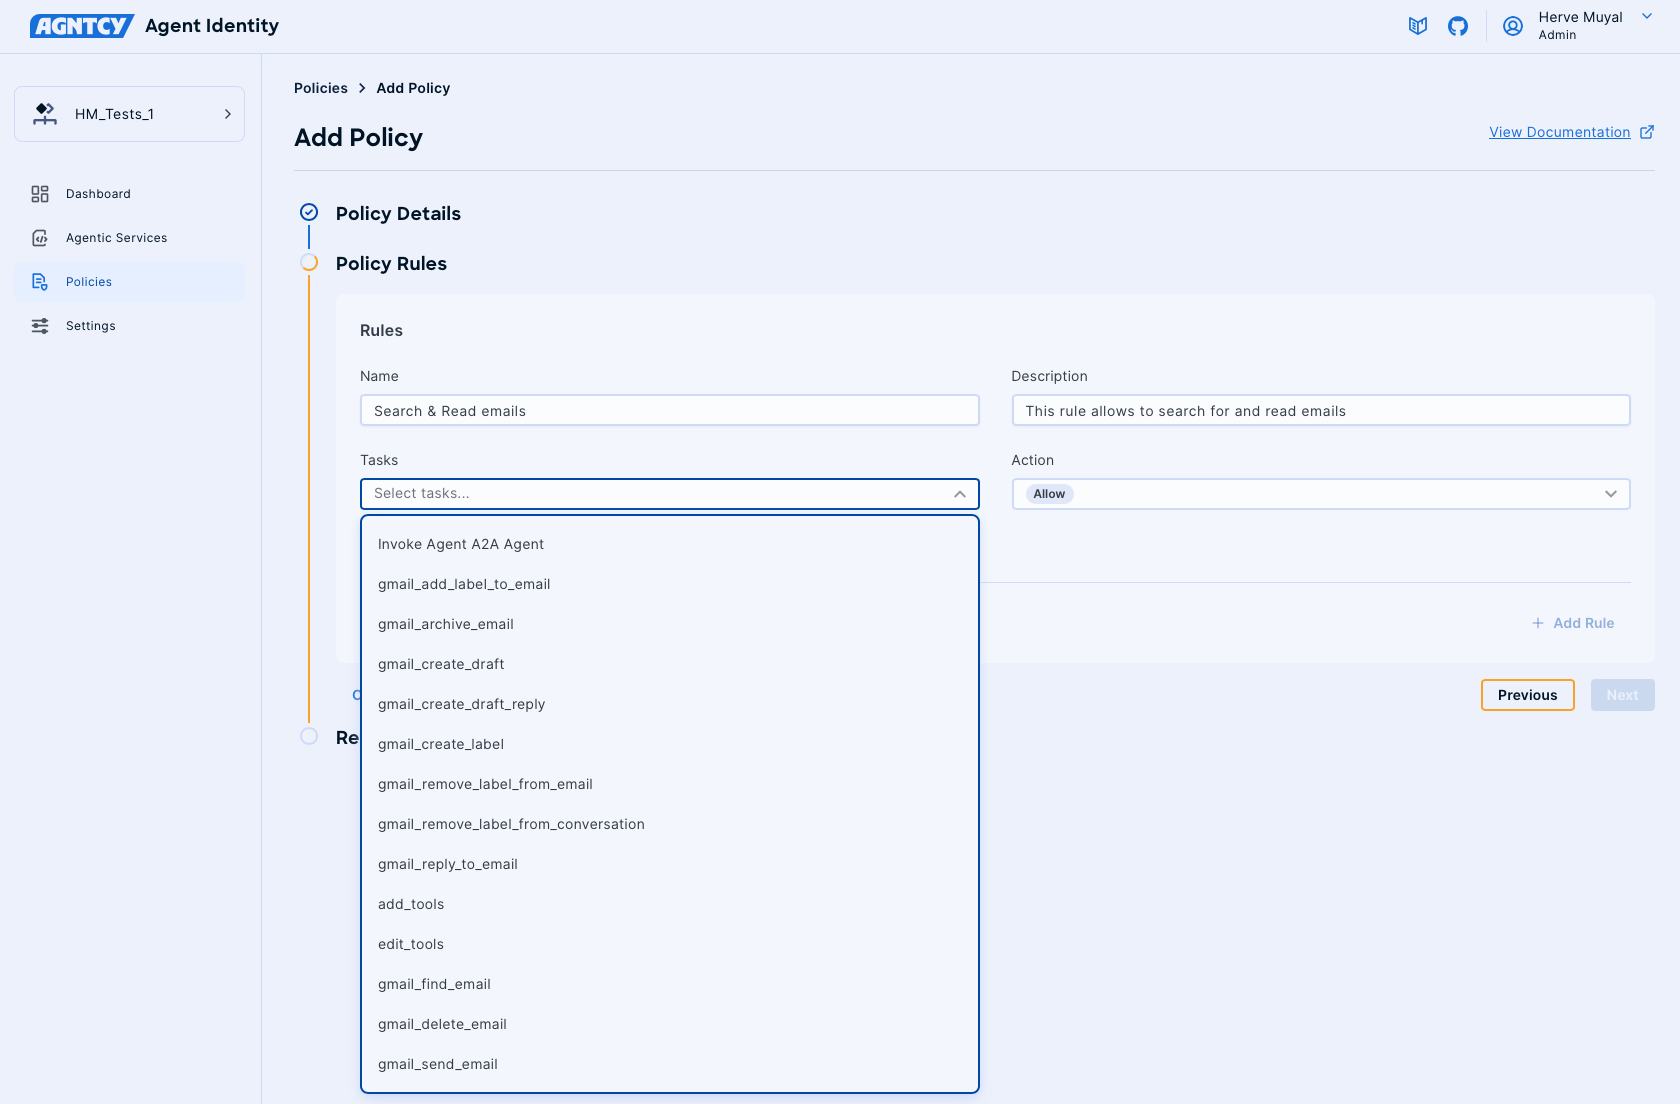 AGNTCY Agent Identity
Herve Muyal
Admin
HM_Tests_1
Dashboard
Agentic Services
Policies
Settings
Policies > Add Policy
Add Policy
View Documentation
Policy Details
Policy Rules
Rules
Name
Description
Search & Read emails
This rule allows to search for and read emails
Tasks
Action
Select tasks...
Allow
Invoke Agent A2A Agent
gmail_add_label_to_email
gmail_archive_email
gmail_create_draft
gmail_create_draft_reply
gmail_create_label
gmail_remove_label_from_email
gmail_remove_label_from_conversation
gmail_reply_to_email
add_tools
edit_tools
gmail_find_email
gmail_delete_email
gmail_send_email
+ Add Rule
Previous
Next
Re